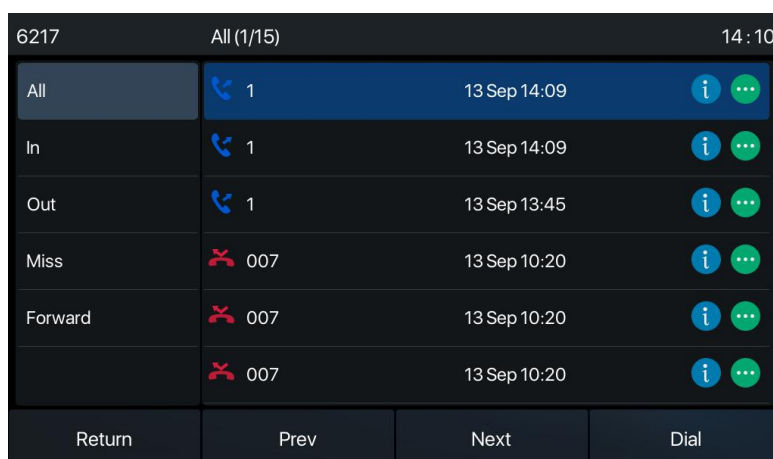 6217 All (1/15) 14:10
All 1 13 Sep 14:09 i
In 1 13 Sep 14:09 i
Out 1 13 Sep 13:45 i
Miss 007 13 Sep 10:20 i
Forward 007 13 Sep 10:20 i
007 13 Sep 10:20 i
Return Prev Next Dial